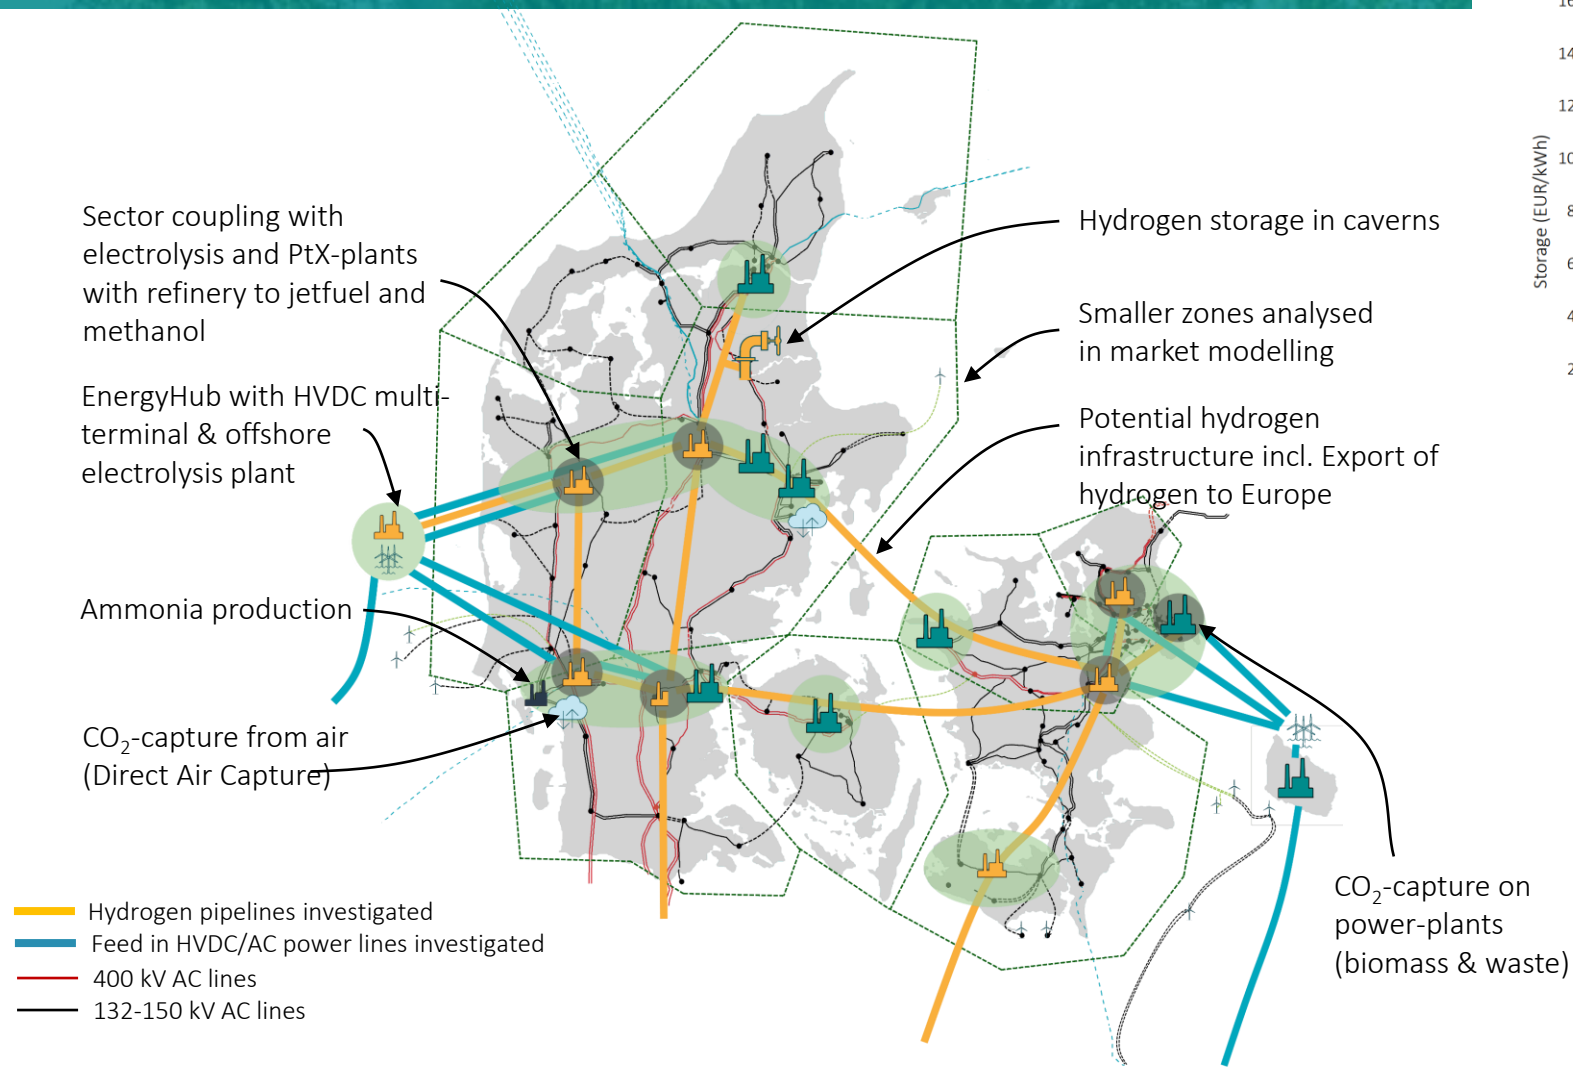 Sector coupling with
electrolysis and PtX-plants
with refinery to jetfuel and
methanol
EnergyHub with HVDC multi-
terminal & offshore
electrolysis plant
Ammonia production
CO₂-capture from air
(Direct Air Capture)
Hydrogen storage in caverns
Smaller zones analysed
in market modelling
Potential hydrogen
infrastructure incl. Export of
hydrogen to Europe
CO₂-capture on
power-plants
(biomass & waste)
Hydrogen pipelines investigated
Feed in HVDC/AC power lines investigated
400 kV AC lines
132-150 kV AC lines
Storage (EUR/kWh)